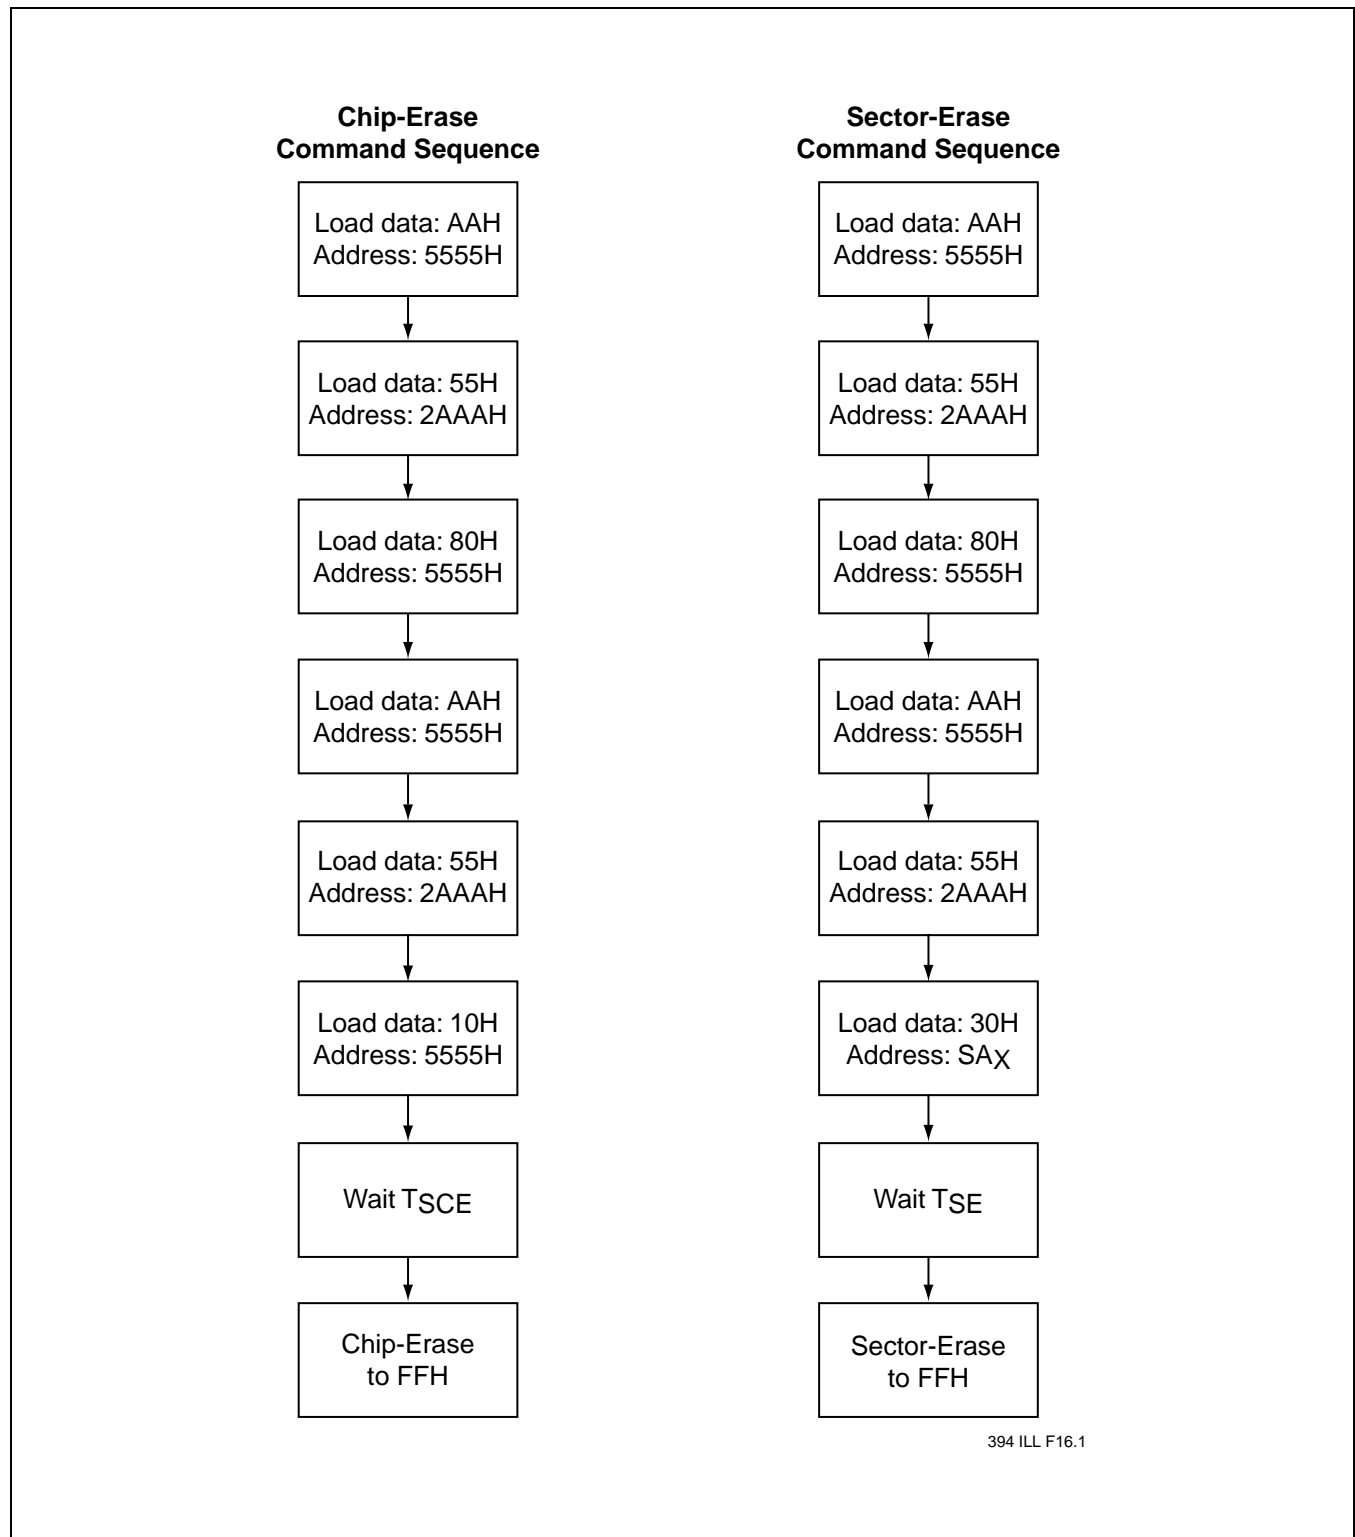 Chip-Erase
Command Sequence
Load data: AAH
Address: 5555H
Load data: 55H
Address: 2AAAH
Load data: 80H
Address: 5555H
Load data: AAH
Address: 5555H
Load data: 55H
Address: 2AAAH
Load data: 10H
Address: 5555H
Wait TSCE
Chip-Erase
to FFH
Sector-Erase
Command Sequence
Load data: AAH
Address: 5555H
Load data: 55H
Address: 2AAAH
Load data: 80H
Address: 5555H
Load data: AAH
Address: 5555H
Load data: 55H
Address: 2AAAH
Load data: 30H
Address: SAX
Wait TSE
Sector-Erase
to FFH
394 ILL F16.1